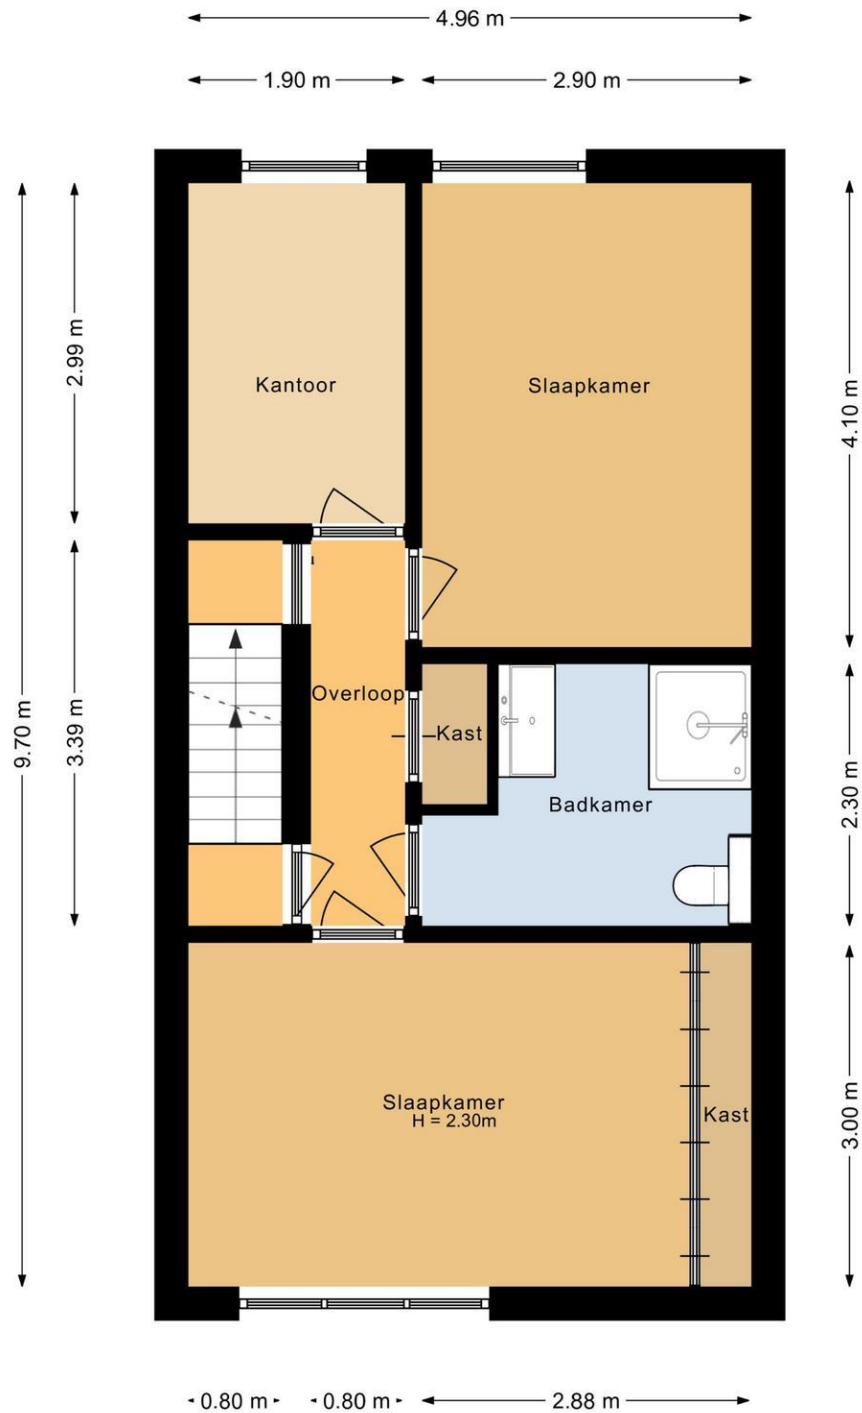 4.96 m
1.90 m
2.90 m
2.99 m
Kantoor
Slaapkamer
4.10 m
9.70 m
3.39 m
Overloop
Kast
Badkamer
2.30 m
Slaapkamer
H = 2.30m
Kast
3.00 m
0.80 m
0.80 m
2.88 m